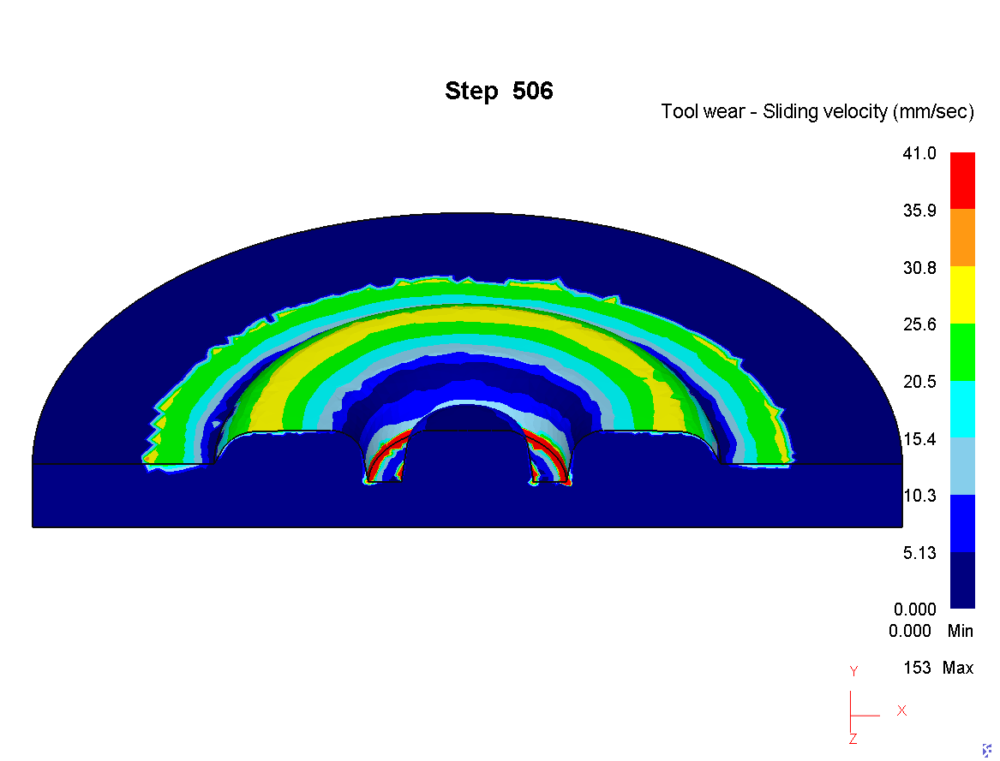 Step 506
Tool wear - Sliding velocity (mm/sec)
41.0
35.9
30.8
25.6
20.5
15.4
10.3
5.13
0.000
0.000 Min
153 Max
Y
X
Z